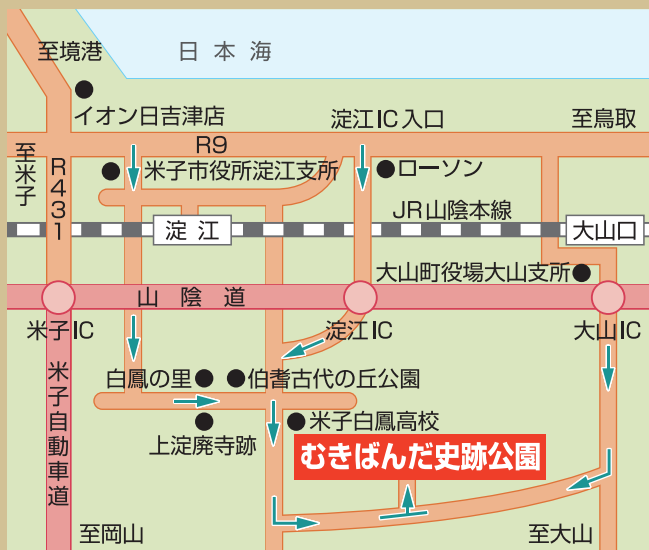 至境港
日本海
イオン日吉津店
淀江IC入口
至鳥取
R9
至米子
R431
米子市役所淀江支所
ローソン
JR山陰本線
淀江
大山口
大山町役場大山支所
山陰道
米子IC
淀江IC
大山IC
米子自動車道
白鳳の里
伯耆古代の丘公園
上淀廃寺跡
米子白鳳高校
むきばんだ史跡公園
至岡山
至大山